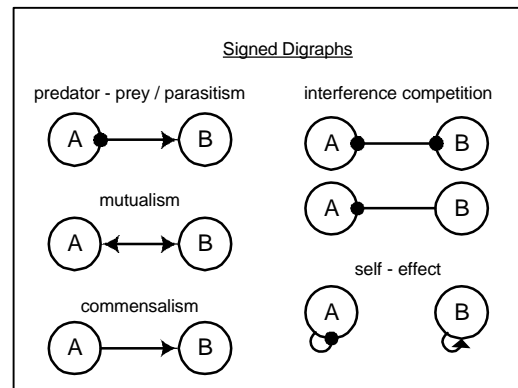 Signed Digraphs
predator - prey / parasitism
A B
mutualism
A B
commensalism
A B
interference competition
A B
A B
self - effect
A B